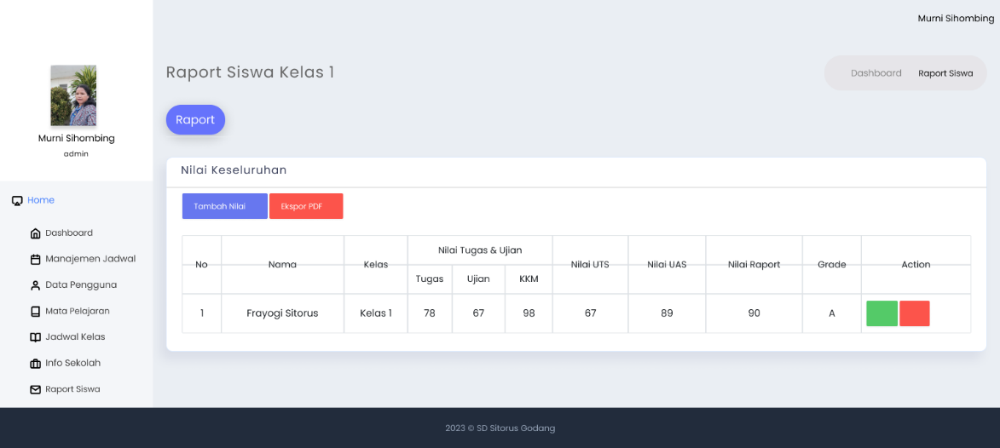 Murni Sihombing
Murni Sihombing
admin
Home
Dashboard
Manajemen Jadwal
Data Pengguna
Mata Pelajaran
Jadwal Kelas
Info Sekolah
Raport Siswa
Raport Siswa Kelas 1
Dashboard Raport Siswa
Raport
Nilai Keseluruhan
Tambah Nilai Ekspor PDF
No Nama Kelas Nilai Tugas & Ujian Nilai UTS Nilai UAS Nilai Raport Grade Action
Tugas Ujian KKM
1 Frayogi Sitorus Kelas 1 78 67 98 67 89 90 A
2023 © SD Sitorus Godang